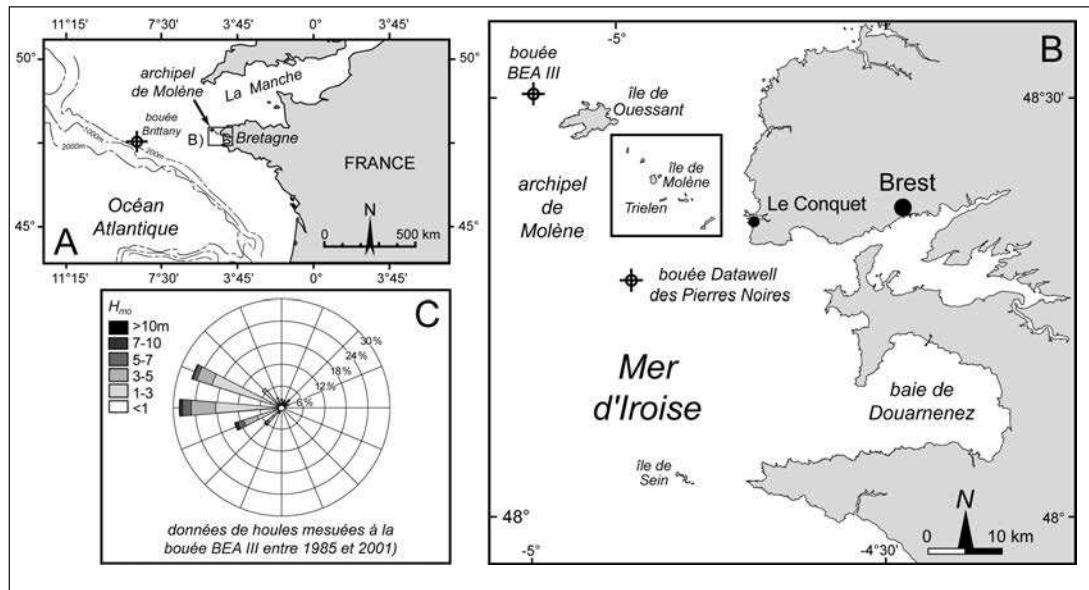 11°15'
7°30'
3°45'
0°
3°45'
50°
archipel
de Molène
La Manche
bouée
Brittany
B)
Bretagne
1000m
200m
2000m
FRANCE
Océan
Atlantique
45°
A
N
0
500 km
50°
45°
11°15'
7°30'
3°45'
0°
3°45'
C
Hmo
>10m
7-10
5-7
3-5
1-3
<1
30%
24%
18%
12%
6%
données de houles mesuées à la
bouée BEA III entre 1985 et 2001)
-5°
B
bouée
BEA III
île de
Ouessant
48°30'
île de
Molène
Trielen
archipel
de
Molène
Brest
Le Conquet
bouée Datawell
des Pierres Noires
Mer
d'Iroise
baie de
Douarnenez
île de
Sein
N
0
10 km
48°
48°
-5°
-4°30'